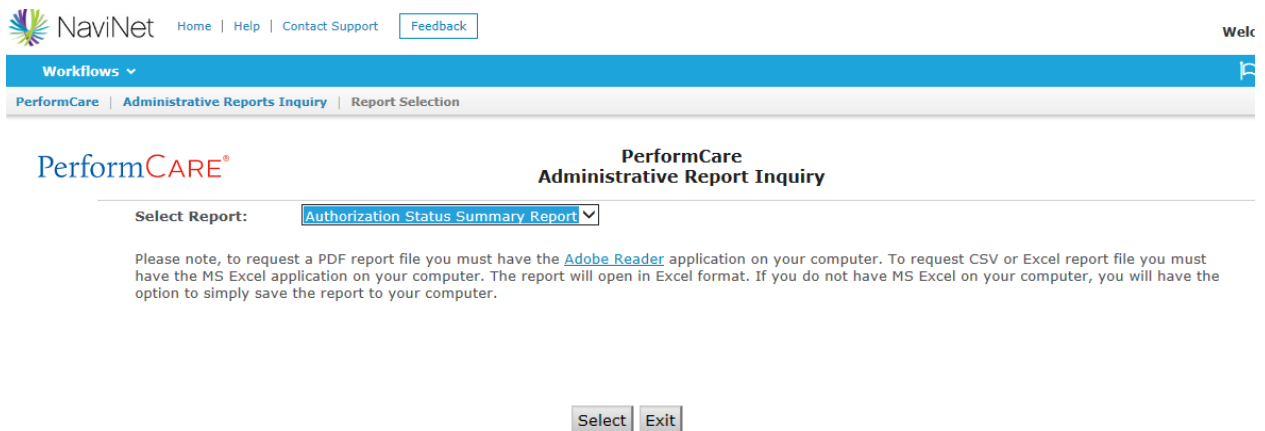 NaviNet Home | Help | Contact Support Feedback
Welc
Workflows
PerformCare | Administrative Reports Inquiry | Report Selection
PerformCARE®
PerformCare
Administrative Report Inquiry
Select Report: Authorization Status Summary Report
Please note, to request a PDF report file you must have the Adobe Reader application on your computer. To request CSV or Excel report file you must
have the MS Excel application on your computer. The report will open in Excel format. If you do not have MS Excel on your computer, you will have the
option to simply save the report to your computer.
Select Exit